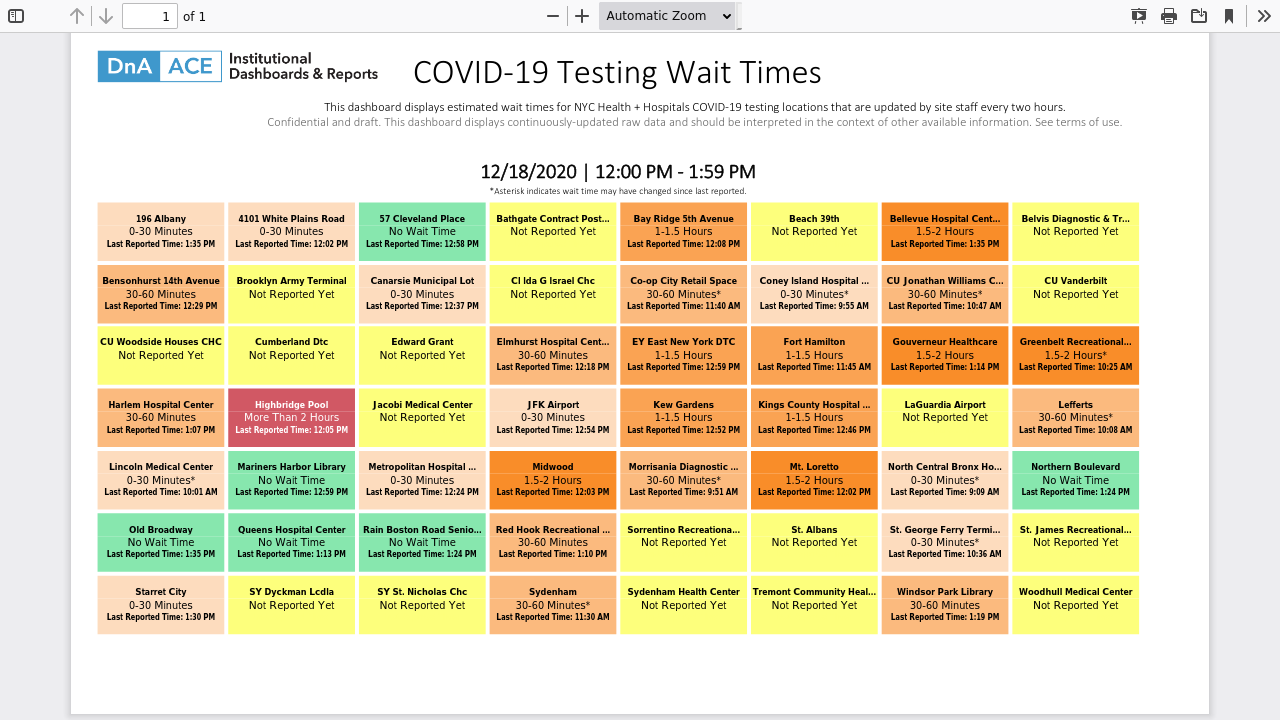 1 of 1
Automatic Zoom
DnA ACE Institutional
Dashboards & Reports
COVID-19 Testing Wait Times
This dashboard displays estimated wait times for NYC Health + Hospitals COVID-19 testing locations that are updated by site staff every two hours.
Confidential and draft. This dashboard displays continuously-updated raw data and should be interpreted in the context of other available information. See terms of use.
12/18/2020 | 12:00 PM - 1:59 PM
*Asterisk indicates wait time may have changed since last reported.
196 Albany
0-30 Minutes
Last Reported Time: 1:35 PM
4101 White Plains Road
0-30 Minutes
Last Reported Time: 12:02 PM
57 Cleveland Place
No Wait Time
Last Reported Time: 12:58 PM
Bathgate Contract Post...
Not Reported Yet
Bay Ridge 5th Avenue
1-1.5 Hours
Last Reported Time: 12:08 PM
Beach 39th
Not Reported Yet
Bellevue Hospital Cent...
1.5-2 Hours
Last Reported Time: 1:35 PM
Belvis Diagnostic & Tr...
Not Reported Yet
Bensonhurst 14th Avenue
30-60 Minutes
Last Reported Time: 12:29 PM
Brooklyn Army Terminal
Not Reported Yet
Canarsie Municipal Lot
0-30 Minutes
Last Reported Time: 12:37 PM
CI Ida G Israel Chc
Not Reported Yet
Co-op City Retail Space
30-60 Minutes*
Last Reported Time: 11:40 AM
Coney Island Hospital ...
0-30 Minutes*
Last Reported Time: 9:55 AM
CU Jonathan Williams C...
30-60 Minutes*
Last Reported Time: 10:47 AM
CU Vanderbilt
Not Reported Yet
CU Woodside Houses CHC
Not Reported Yet
Cumberland Dtc
Not Reported Yet
Edward Grant
Not Reported Yet
Elmhurst Hospital Cent...
30-60 Minutes
Last Reported Time: 12:18 PM
EY East New York DTC
1-1.5 Hours
Last Reported Time: 12:59 PM
Fort Hamilton
1-1.5 Hours
Last Reported Time: 11:45 AM
Gouverneur Healthcare
1.5-2 Hours
Last Reported Time: 1:14 PM
Greenbelt Recreational...
1.5-2 Hours*
Last Reported Time: 10:25 AM
Harlem Hospital Center
30-60 Minutes
Last Reported Time: 1:07 PM
Highbridge Pool
More Than 2 Hours
Last Reported Time: 12:05 PM
Jacobi Medical Center
Not Reported Yet
JFK Airport
0-30 Minutes
Last Reported Time: 12:54 PM
Kew Gardens
1-1.5 Hours
Last Reported Time: 12:52 PM
Kings County Hospital ...
1-1.5 Hours
Last Reported Time: 12:46 PM
LaGuardia Airport
Not Reported Yet
Lefferts
30-60 Minutes*
Last Reported Time: 10:08 AM
Lincoln Medical Center
0-30 Minutes*
Last Reported Time: 10:01 AM
Mariners Harbor Library
No Wait Time
Last Reported Time: 12:59 PM
Metropolitan Hospital ...
0-30 Minutes
Last Reported Time: 12:24 PM
Midwood
1.5-2 Hours
Last Reported Time: 12:03 PM
Morrisania Diagnostic ...
30-60 Minutes*
Last Reported Time: 9:51 AM
Mt. Loretto
1.5-2 Hours
Last Reported Time: 12:02 PM
North Central Bronx Ho...
0-30 Minutes*
Last Reported Time: 9:09 AM
Northern Boulevard
No Wait Time
Last Reported Time: 1:24 PM
Old Broadway
No Wait Time
Last Reported Time: 1:35 PM
Queens Hospital Center
No Wait Time
Last Reported Time: 1:13 PM
Rain Boston Road Senio...
No Wait Time
Last Reported Time: 1:24 PM
Red Hook Recreational ...
30-60 Minutes
Last Reported Time: 1:10 PM
Sorrentino Recreationa...
Not Reported Yet
St. Albans
Not Reported Yet
St. George Ferry Termi...
0-30 Minutes*
Last Reported Time: 10:36 AM
St. James Recreational...
Not Reported Yet
Starret City
0-30 Minutes
Last Reported Time: 1:30 PM
SY Dyckman Lcdla
Not Reported Yet
SY St. Nicholas Chc
Not Reported Yet
Sydenham
30-60 Minutes*
Last Reported Time: 11:30 AM
Sydenham Health Center
Not Reported Yet
Tremont Community Heal...
Not Reported Yet
Windsor Park Library
30-60 Minutes
Last Reported Time: 1:19 PM
Woodhull Medical Center
Not Reported Yet